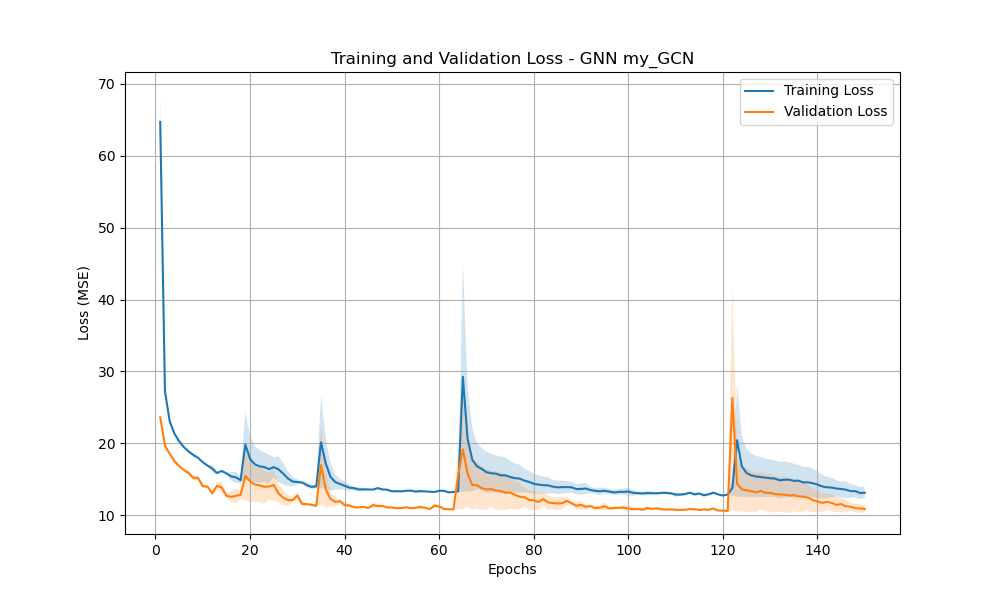 Training and Validation Loss - GNN my_GCN
Training Loss
Validation Loss
70
60
50
40
30
20
10
Loss (MSE)
0 20 40 60 80 100 120 140
Epochs